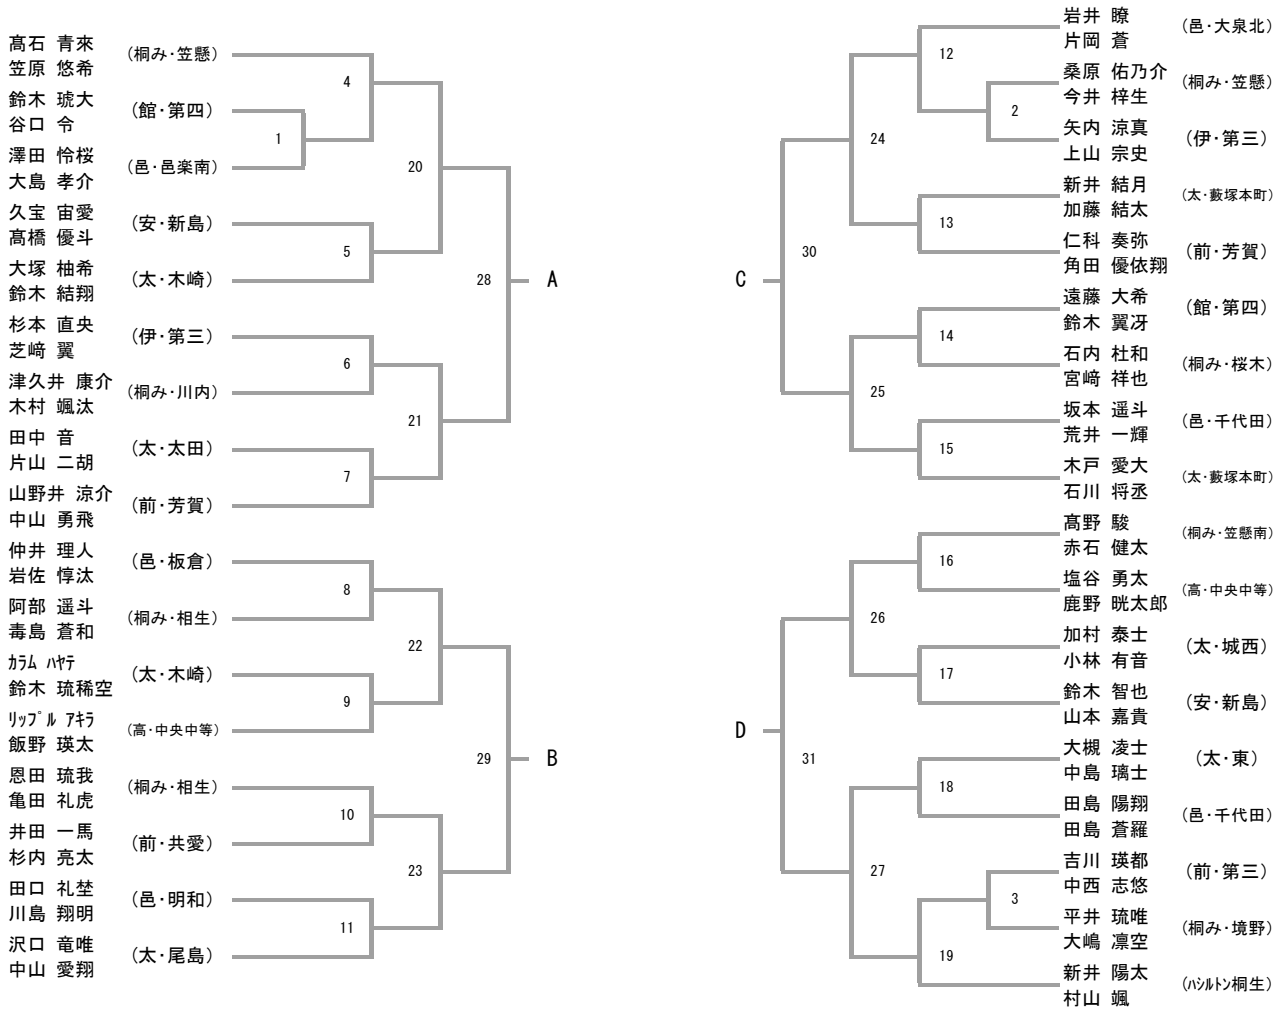 髙石 青來
笠原 悠希
(桐み・笠懸)
鈴木 琥大
谷口 令
(館・第四)
澤田 怜桜
大島 孝介
(邑・邑楽南)
久宝 宙愛
髙橋 優斗
(安・新島)
大塚 柚希
鈴木 結翔
(太・木崎)
杉本 直央
芝﨑 翼
(伊・第三)
津久井 康介
木村 颯汰
(桐み・川内)
田中 音
片山 二胡
(太・太田)
山野井 涼介
中山 勇飛
(前・芳賀)
仲井 理人
岩佐 惇汰
(邑・板倉)
阿部 遥斗
毒島 蒼和
(桐み・相生)
ｶﾗﾑ ﾊﾔﾃ
鈴木 琉稀空
(太・木崎)
ﾘｯﾌﾟﾙ ｱｷﾗ
飯野 瑛太
(高・中央中等)
恩田 琉我
亀田 礼虎
(桐み・相生)
井田 一馬
杉内 亮太
(前・共愛)
田口 礼埜
川島 翔明
(邑・明和)
沢口 竜唯
中山 愛翔
(太・尾島)
1
4
5
6
7
8
9
10
11
20
21
22
23
28
29
A
B
C
D
30
31
24
25
26
27
12
13
14
15
16
17
18
19
2
3
岩井 瞭
片岡 蒼
(邑・大泉北)
桑原 佑乃介
今井 梓生
(桐み・笠懸)
矢内 涼真
上山 宗史
(伊・第三)
新井 結月
加藤 結太
(太・藪塚本町)
仁科 奏弥
角田 優依翔
(前・芳賀)
遠藤 大希
鈴木 翼冴
(館・第四)
石内 杜和
宮﨑 祥也
(桐み・桜木)
坂本 遥斗
荒井 一輝
(邑・千代田)
木戸 愛大
石川 将丞
(太・藪塚本町)
髙野 駿
赤石 健太
(桐み・笠懸南)
塩谷 勇太
鹿野 晄太郎
(高・中央中等)
加村 泰士
小林 有音
(太・城西)
鈴木 智也
山本 嘉貴
(安・新島)
大槻 凌士
中島 璃士
(太・東)
田島 陽翔
田島 蒼羅
(邑・千代田)
吉川 瑛都
中西 志悠
(前・第三)
平井 琉唯
大嶋 凛空
(桐み・境野)
新井 陽太
村山 颯
(ﾊｼﾙﾄﾝ桐生)